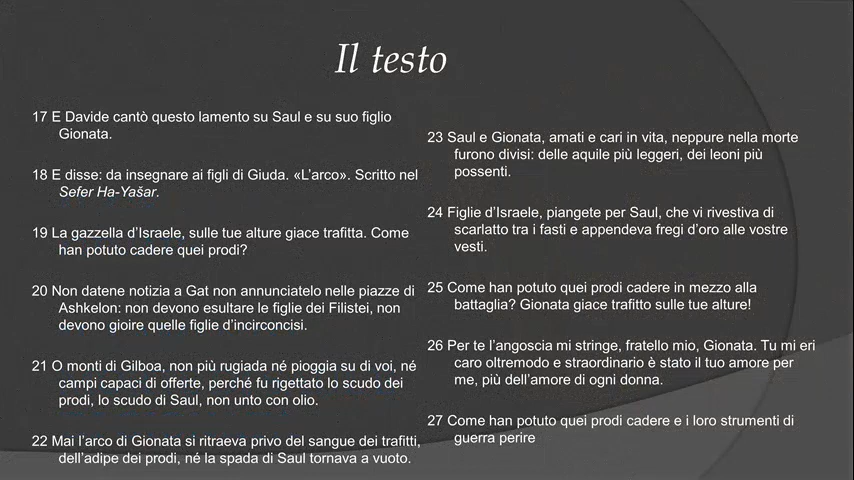 Il testo
17 E Davide cantò questo lamento su Saul e su suo figlio
Gionata.
18 E disse: da insegnare ai figli di Giuda. «L'arco». Scritto nel
Sefer Ha-Yašar.
19 La gazzella d'Israele, sulle tue alture giace trafitta. Come
han potuto cadere quei prodi?
20 Non datene notizia a Gat non annunciatelo nelle piazze di
Ashkelon: non devono esultare le figlie dei Filistei, non
devono gioire quelle figlie d'incirconcisi.
21 O monti di Gilboa, non più rugiada né pioggia su di voi, né
campi capaci di offerte, perché fu rigettato lo scudo dei
prodi, lo scudo di Saul, non unto con olio.
22 Mai l'arco di Gionata si ritraeva privo del sangue dei trafitti,
dell'adipe dei prodi, né la spada di Saul tornava a vuoto.
23 Saul e Gionata, amati e cari in vita, neppure nella morte
furono divisi: delle aquile più leggeri, dei leoni più
possenti.
24 Figlie d'Israele, piangete per Saul, che vi rivestiva di
scarlatto tra i fasti e appendeva fregi d'oro alle vostre
vesti.
25 Come han potuto quei prodi cadere in mezzo alla
battaglia? Gionata giace trafitto sulle tue alture!
26 Per te l'angoscia mi stringe, fratello mio, Gionata. Tu mi eri
caro oltremodo e straordinario è stato il tuo amore per
me, più dell'amore di ogni donna.
27 Come han potuto quei prodi cadere e i loro strumenti di
guerra perire